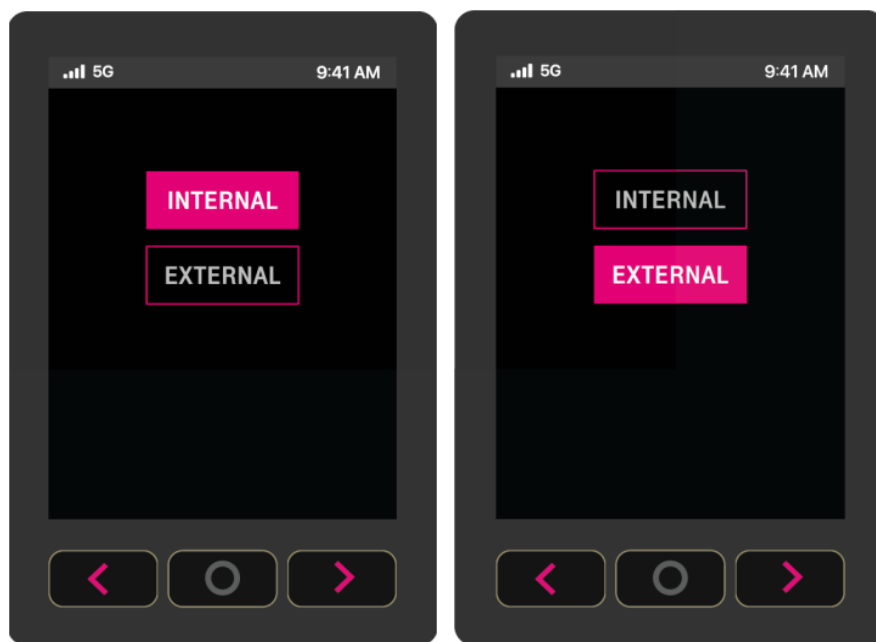 5G 9:41 AM
INTERNAL
EXTERNAL
5G 9:41 AM
INTERNAL
EXTERNAL